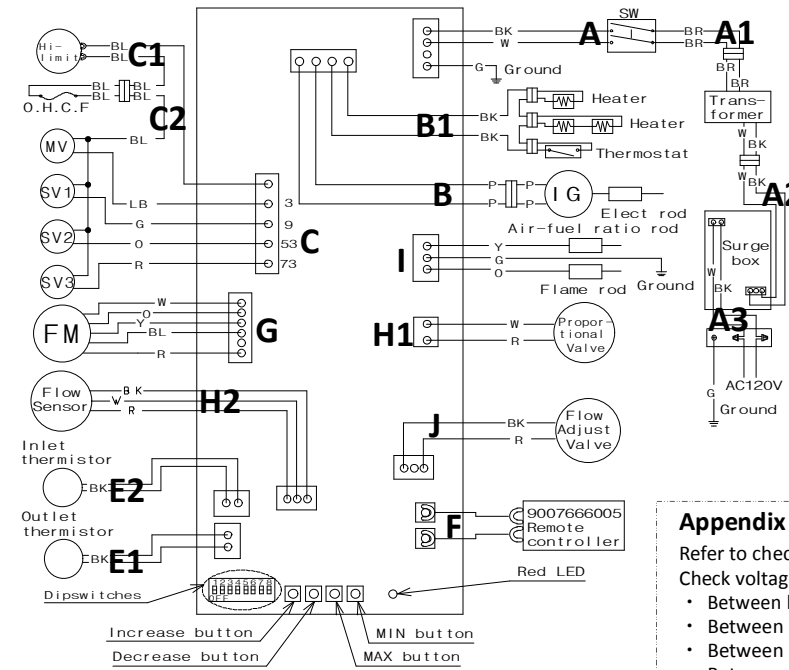 SW
BK
W
A
BR
BR
A1
G
Ground
BR
BR
Hi-
limit
BL
C1
BL
O.H.C.F
BL
BL
BL
BL
C2
Trans-
former
BK
B1
BK
Heater
Heater
Thermostat
W
BK
W
BK
A2
MV
BL
SV1
LB
3
G
9
SV2
O
53
C
SV3
R
73
B
P
P
P
P
IG
Elect rod
Air-fuel ratio rod
I
Y
G
O
Flame rod
Ground
Surge
box
W
BK
A3
G
AC120V
Ground
FM
W
O
Y
BL
R
G
H1
W
R
Propor-
tional
Valve
Flow
Sensor
BK
W
R
H2
J
BK
R
Flow
Adjust
Valve
Inlet
thermistor
BK
E2
Outlet
thermistor
BK
E1
F
9007666005
Remote
controller
Dipswitches
12345678
OFF
Red LED
Increase button
Decrease button
MIN button
MAX button
Appendix
Refer to chec
Check voltag
・ Between
・ Between
・ Between